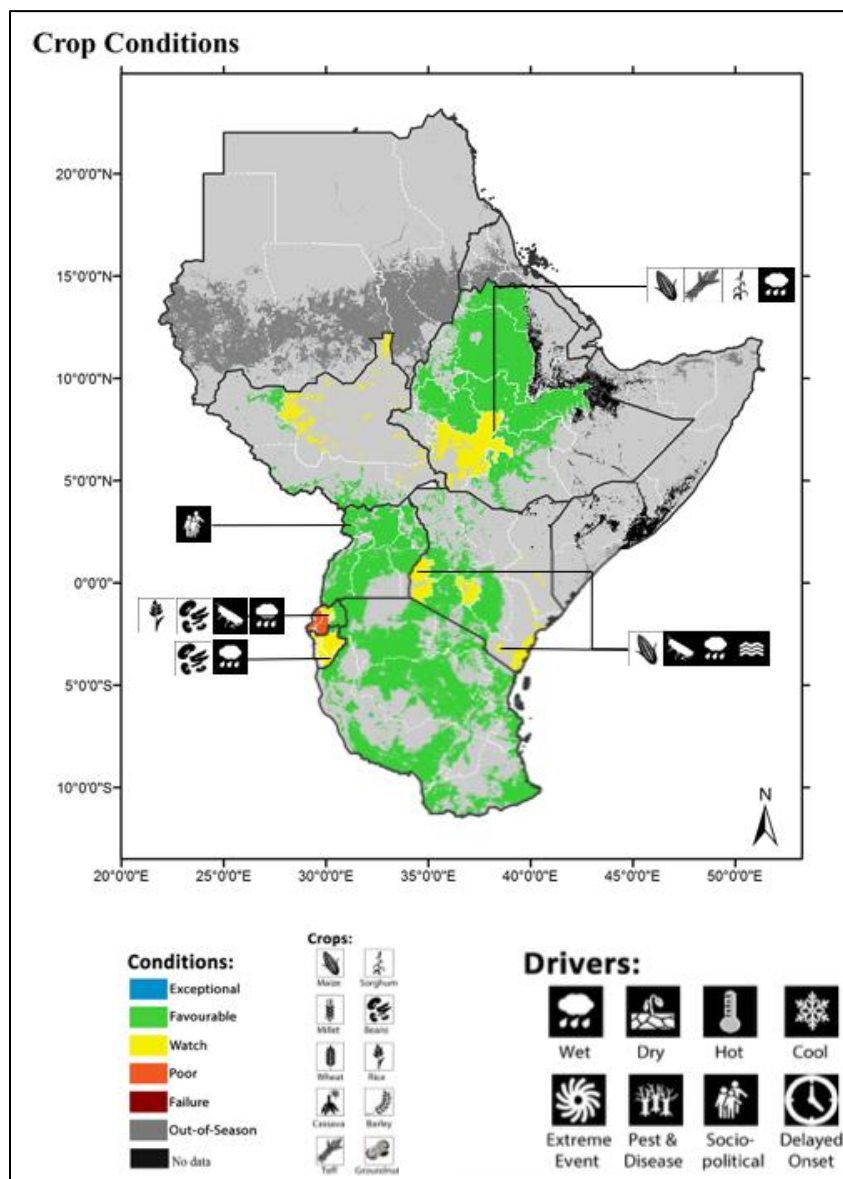 Crop Conditions
20°0'0"N
15°0'0"N
10°0'0"N
5°0'0"N
0°0'0"
5°0'0"S
10°0'0"S
N
20°0'0"E 25°0'0"E 30°0'0"E 35°0'0"E 40°0'0"E 45°0'0"E 50°0'0"E
Conditions:
Exceptional
Favourable
Watch
Poor
Failure
Out-of-Season
No data
Crops:
Maize Sorghum
Millet Beans
Wheat Rice
Cassava Barley
Teff Groundnut
Drivers:
Wet Dry Hot Cool
Extreme Event Pest & Disease Socio-political Delayed Onset